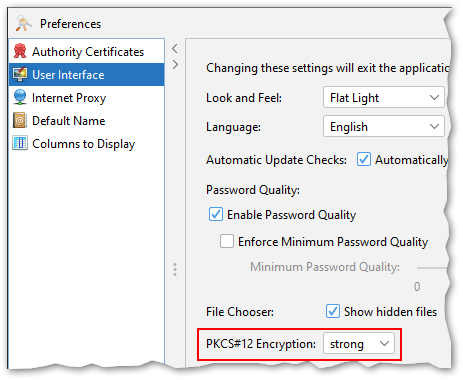 Preferences
Authority Certificates
User Interface
Internet Proxy
Default Name
Columns to Display
Changing these settings will exit the application
Look and Feel: Flat Light
Language: English
Automatic Update Checks: Automatically
Password Quality:
Enable Password Quality
Enforce Minimum Password Quality
Minimum Password Quality:
0
File Chooser: Show hidden files
PKCS#12 Encryption: strong